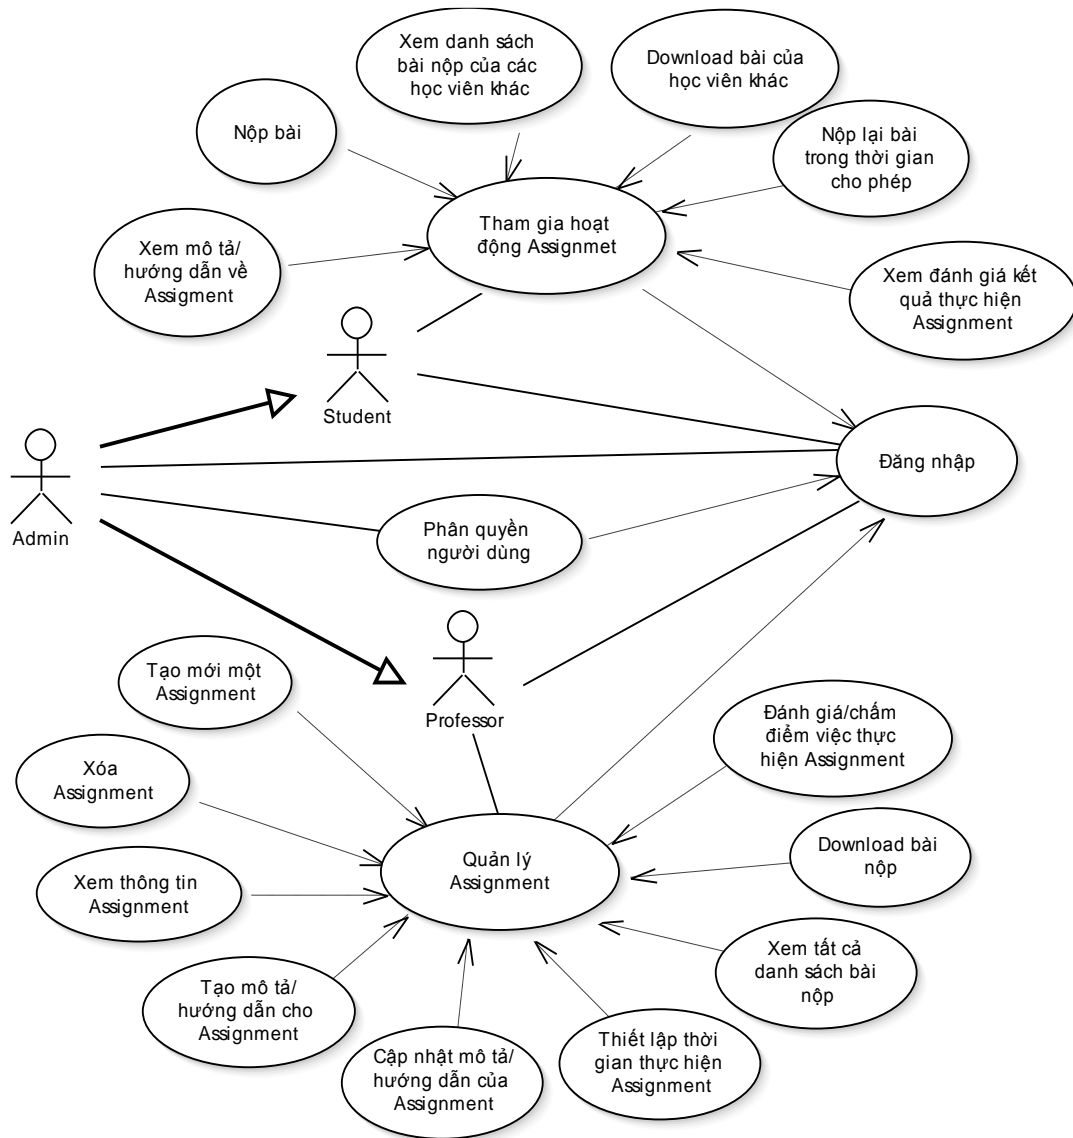 Xem danh sách
bài nộp của các
học viên khác
Download bài của
học viên khác
Nộp bài
Nộp lại bài
trong thời gian
cho phép
Tham gia hoạt
động Assignmet
Xem mô tả/
hướng dẫn về
Assigment
Xem đánh giá kết
quả thực hiện
Assignment
Student
Đăng nhập
Admin
Phân quyền
người dùng
Tạo mới một
Assignment
Professor
Đánh giá/chấm
điểm việc thực
hiện Assignment
Xóa
Assignment
Download bài
nộp
Quản lý
Assignment
Xem thông tin
Assignment
Xem tất cả
danh sách bài
nộp
Tạo mô tả/
hướng dẫn cho
Assignment
Thiết lập thời
gian thực hiện
Assignment
Cập nhật mô tả/
hướng dẫn của
Assignment